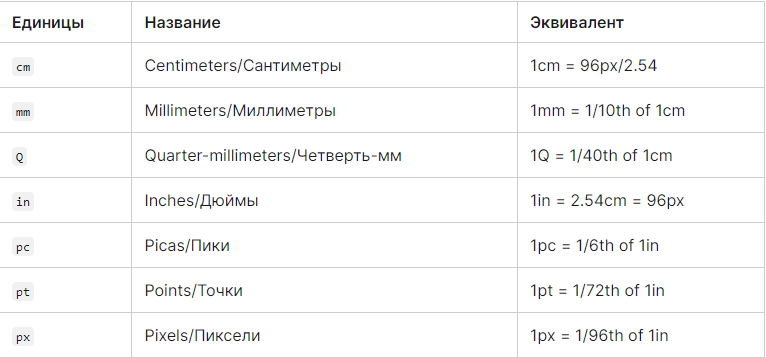 Единицы Название Эквивалент
cm Centimeters/Сантиметры 1cm = 96px/2.54
mm Millimeters/Миллиметры 1mm = 1/10th of 1cm
Q Quarter-millimeters/Четверть-мм 1Q = 1/40th of 1cm
in Inches/Дюймы 1in = 2.54cm = 96px
pc Picas/Пики 1pc = 1/6th of 1in
pt Points/Точки 1pt = 1/72th of 1in
px Pixels/Пиксели 1px = 1/96th of 1in